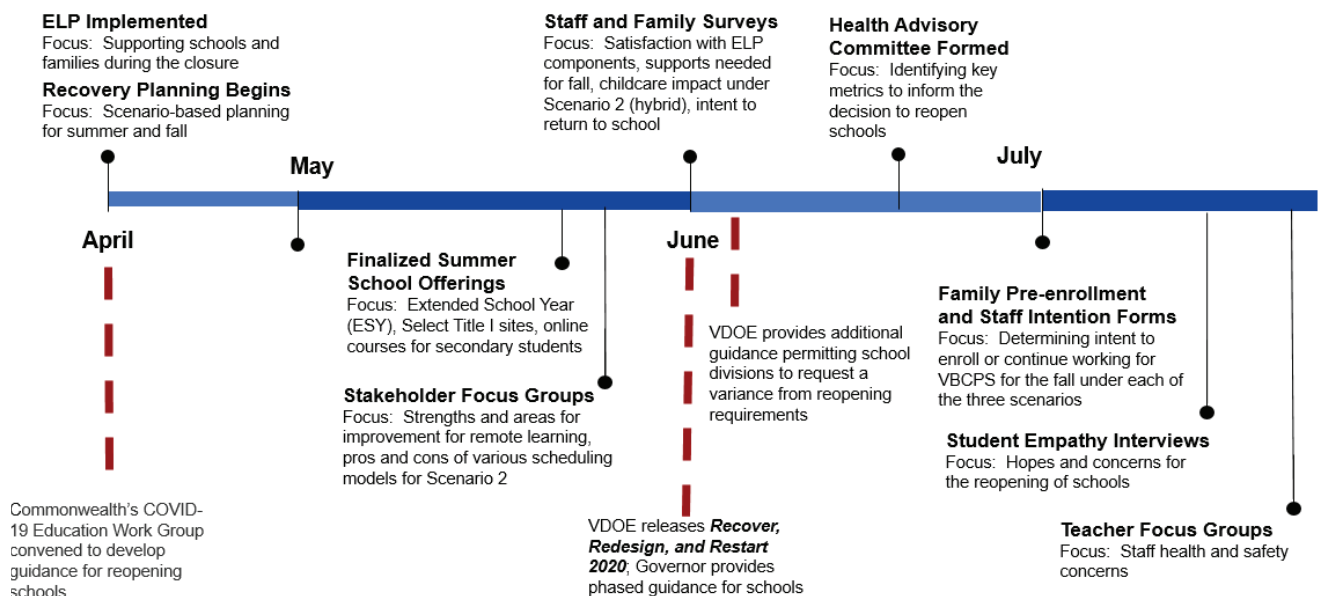 ELP Implemented
Focus:  Supporting schools and
families during the closure
Recovery Planning Begins
Focus:  Scenario-based planning
for summer and fall
Staff and Family Surveys
Focus:  Satisfaction with ELP
components, supports needed
for fall, childcare impact under
Scenario 2 (hybrid), intent to
return to school
Health Advisory
Committee Formed
Focus:  Identifying key
metrics to inform the
decision to reopen
schools
May
July
April
June
Finalized Summer
School Offerings
Focus:  Extended School Year
(ESY), Select Title I sites, online
courses for secondary students
Stakeholder Focus Groups
Focus:  Strengths and areas for
improvement for remote learning,
pros and cons of various scheduling
models for Scenario 2
VDOE provides additional
guidance permitting school
divisions to request a
variance from reopening
requirements
Family Pre-enrollment
and Staff Intention Forms
Focus:  Determining intent to
enroll or continue working for
VBCPS for the fall under each of
the three scenarios
Student Empathy Interviews
Focus:  Hopes and concerns for
the reopening of schools
Teacher Focus Groups
Focus:  Staff health and safety
concerns
Commonwealth's COVID-
19 Education Work Group
convened to develop
guidance for reopening
schools
VDOE releases Recover,
Redesign, and Restart
2020; Governor provides
phased guidance for schools